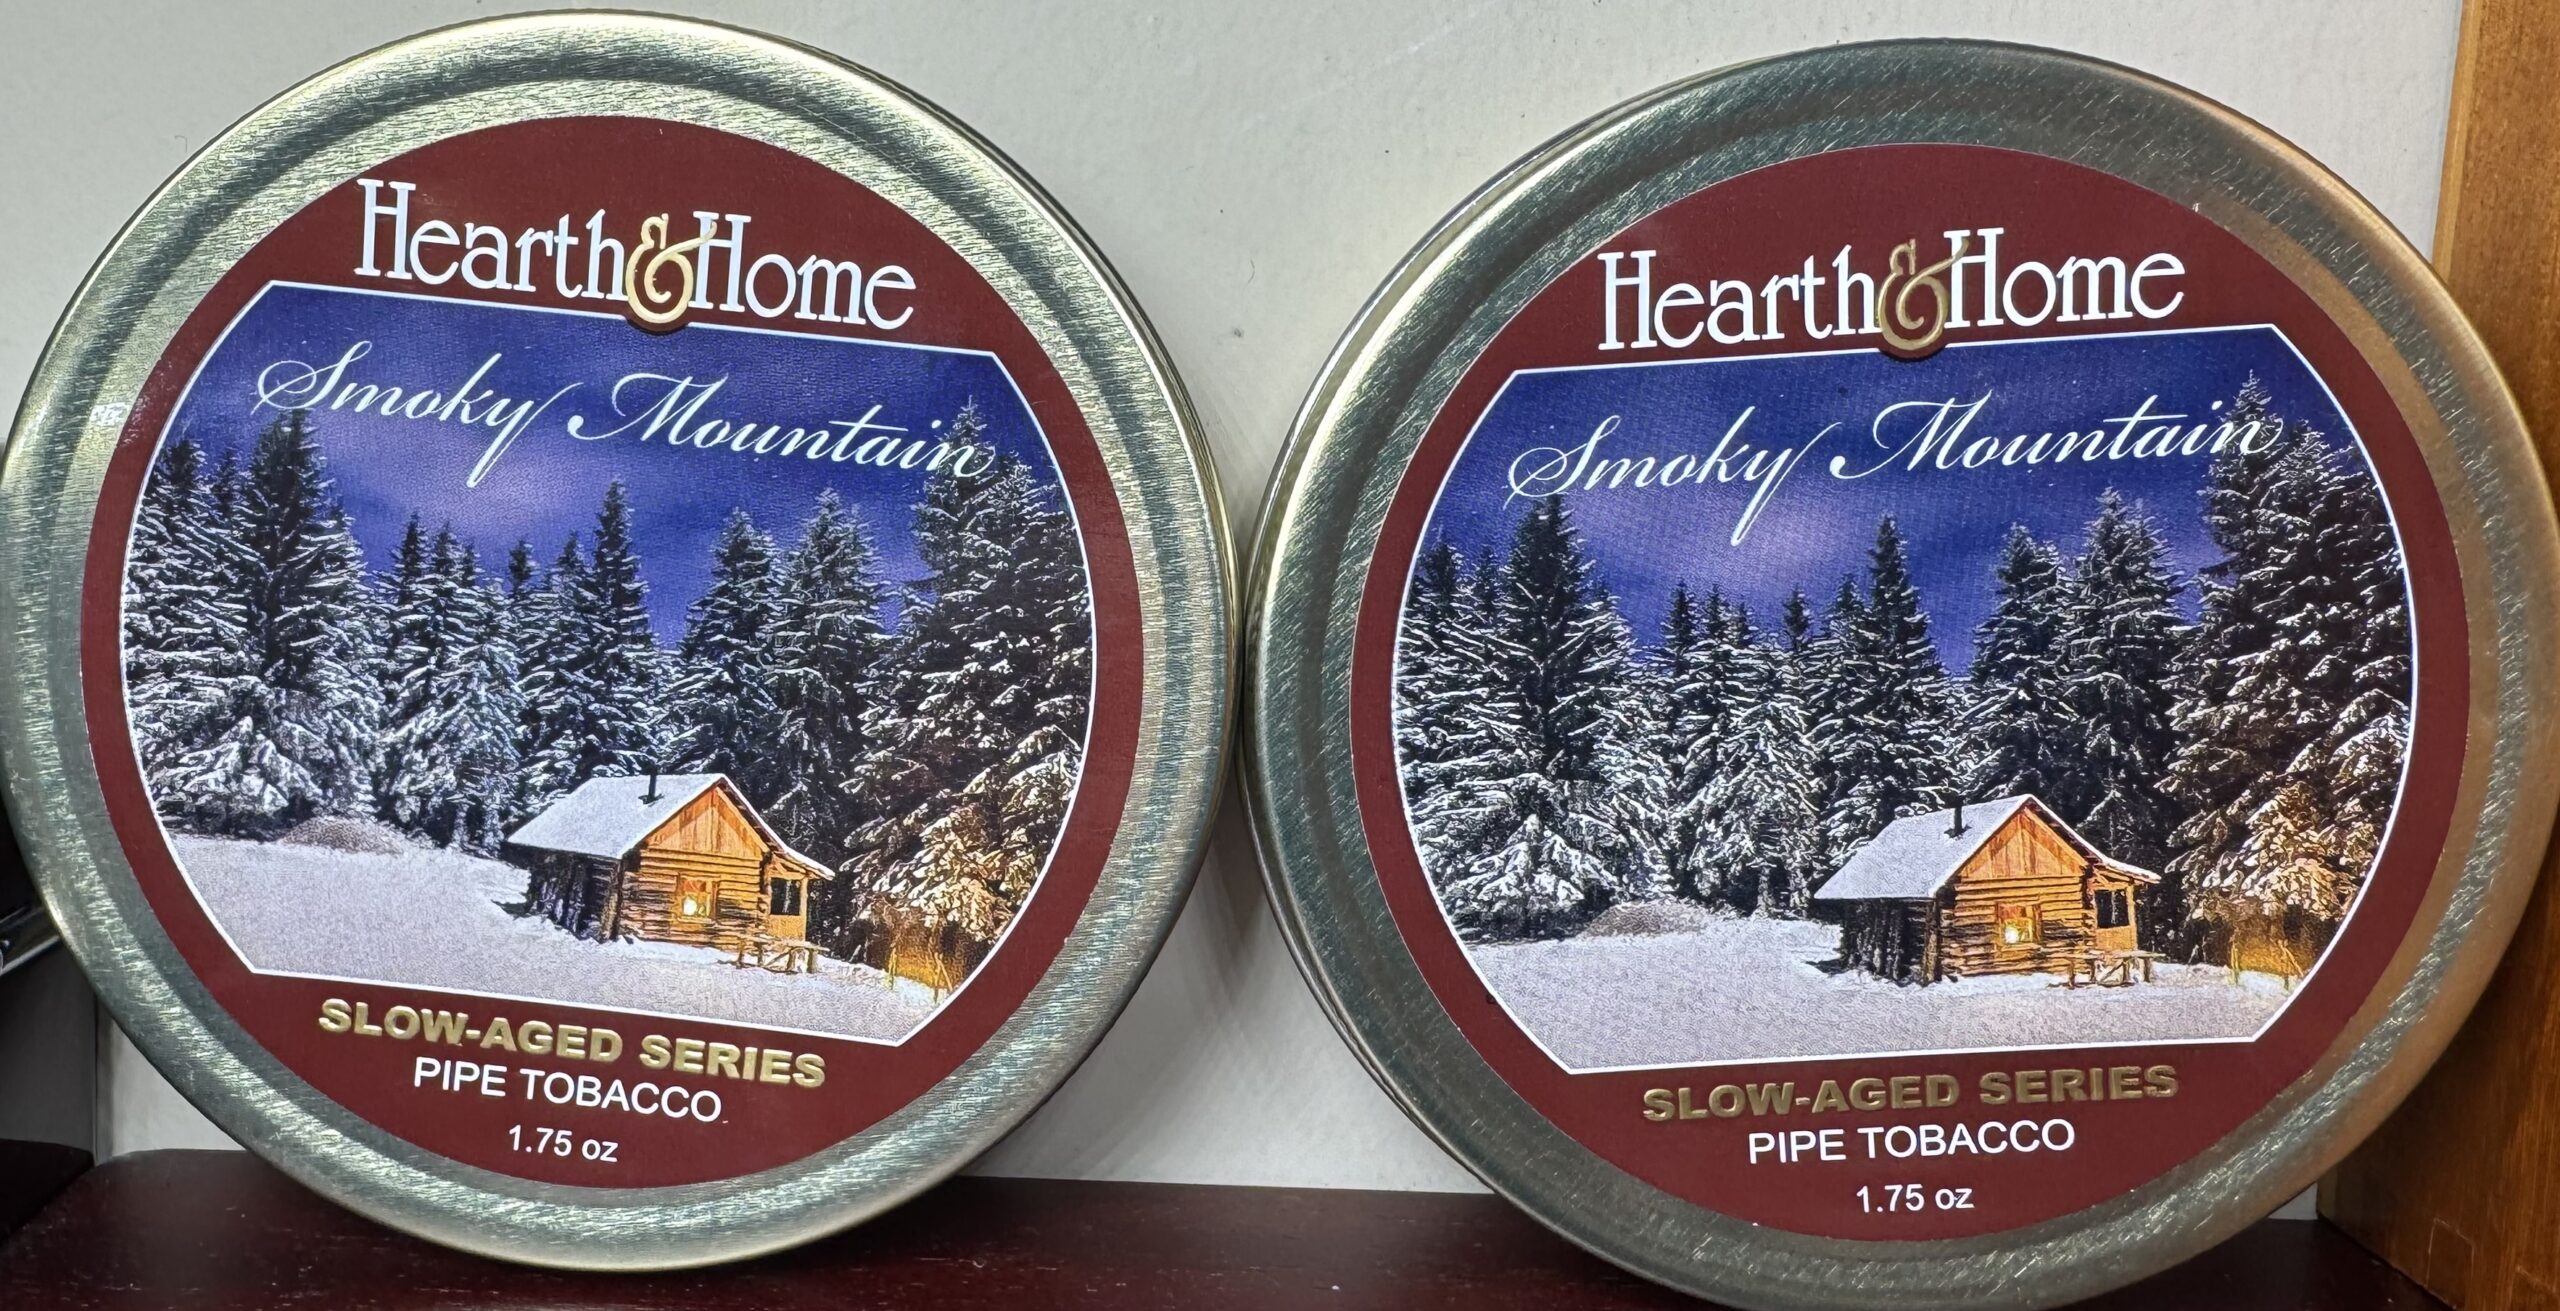 Hearth & Home
Smoky Mountain
SLOW-AGED SERIES
PIPE TOBACCO
1.75 oz
Hearth & Home
Smoky Mountain
SLOW-AGED SERIES
PIPE TOBACCO
1.75 oz